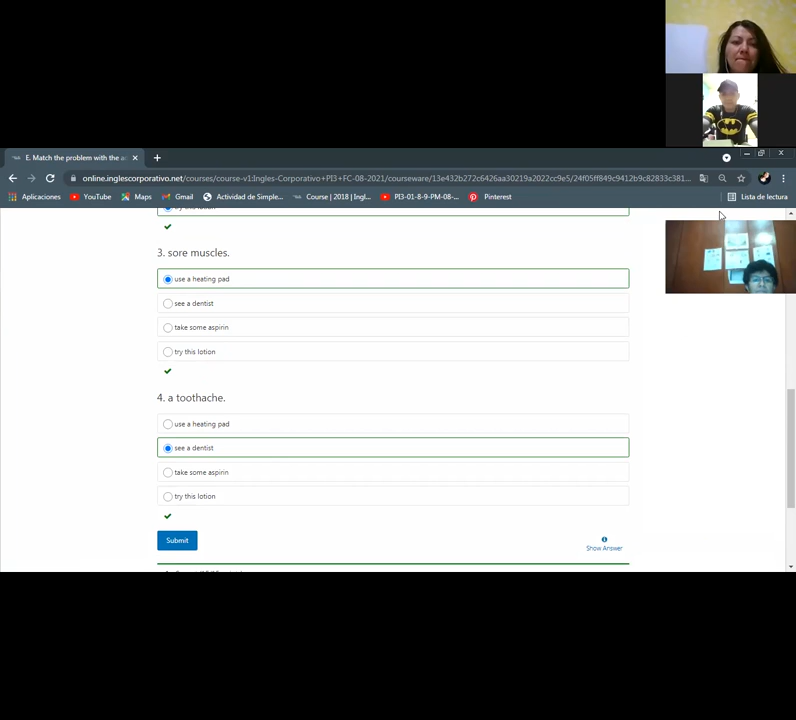 E. Match the problem with the a
online.inglescorporativo.net/courses/course-v1:Ingles-Corporativo+PI3+FC-08-2021/courseware/13e432b272c6426aa30219a2022cc9e5/24f05ff849c9412b9c82833c381...
Aplicaciones YouTube Maps Gmail Actividad de Simple... Course | 2018 | Ingl... PI3-01-8-9-PM-08-... Pinterest Lista de lectura
try this lotion
3. sore muscles.
use a heating pad
see a dentist
take some aspirin
try this lotion
4. a toothache.
use a heating pad
see a dentist
take some aspirin
try this lotion
Submit
Show Answer